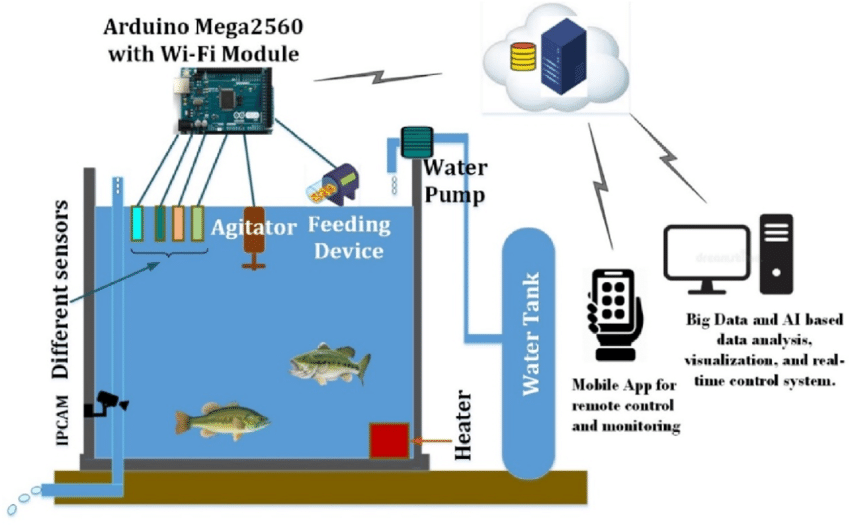 Arduino Mega2560
with Wi-Fi Module
Water
Pump
Agitator
Feeding
Device
Different sensors
IPCAM
Heater
Water Tank
Mobile App for
remote control
and monitoring
Big Data and AI based
data analysis,
visualization, and real-
time control system.